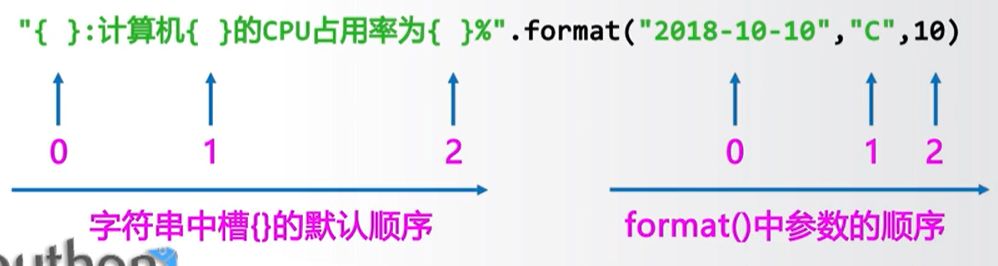 "{ }:计算机{ }的CPU占用率为{ }%".format("2018-10-10","C",10)
0 1 2 0 1 2
字符串中槽{}的默认顺序 format()中参数的顺序